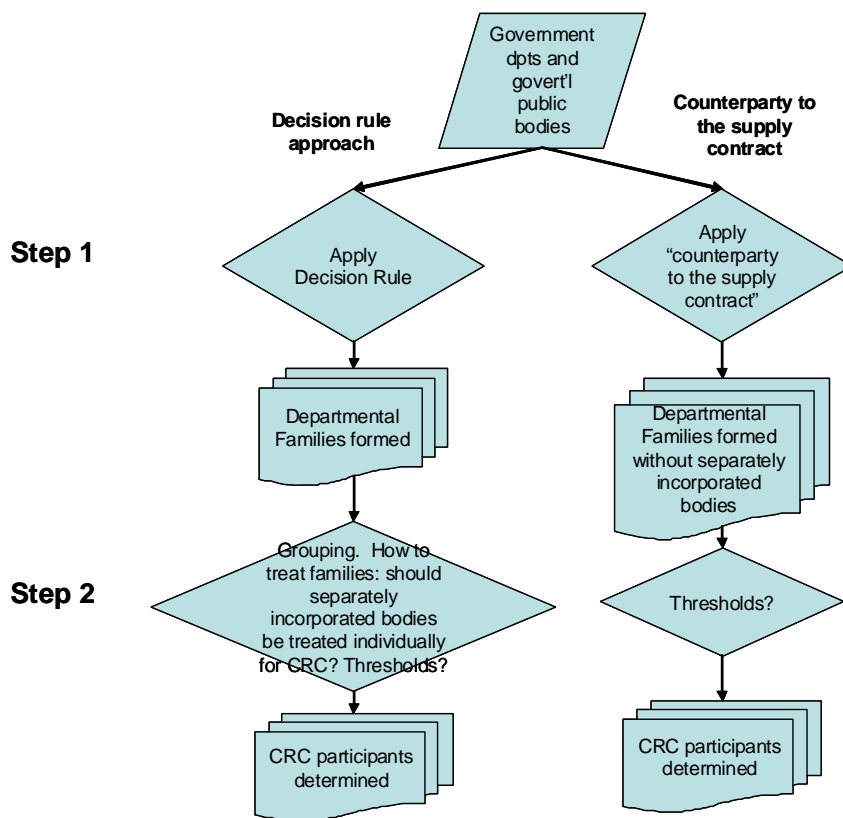 Government
dpts and
govert'l
public
bodies
Decision rule
approach
Counterparty to
the supply
contract
Step 1
Apply
Decision Rule
Apply
“counterparty
to the supply
contract”
Departmental
Families formed
Departmental
Families formed
without separately
incorporated
bodies
Step 2
Grouping.  How to
treat families: should
separately
incorporated bodies
be treated individually
for CRC? Thresholds?
Thresholds?
CRC participants
determined
CRC participants
determined